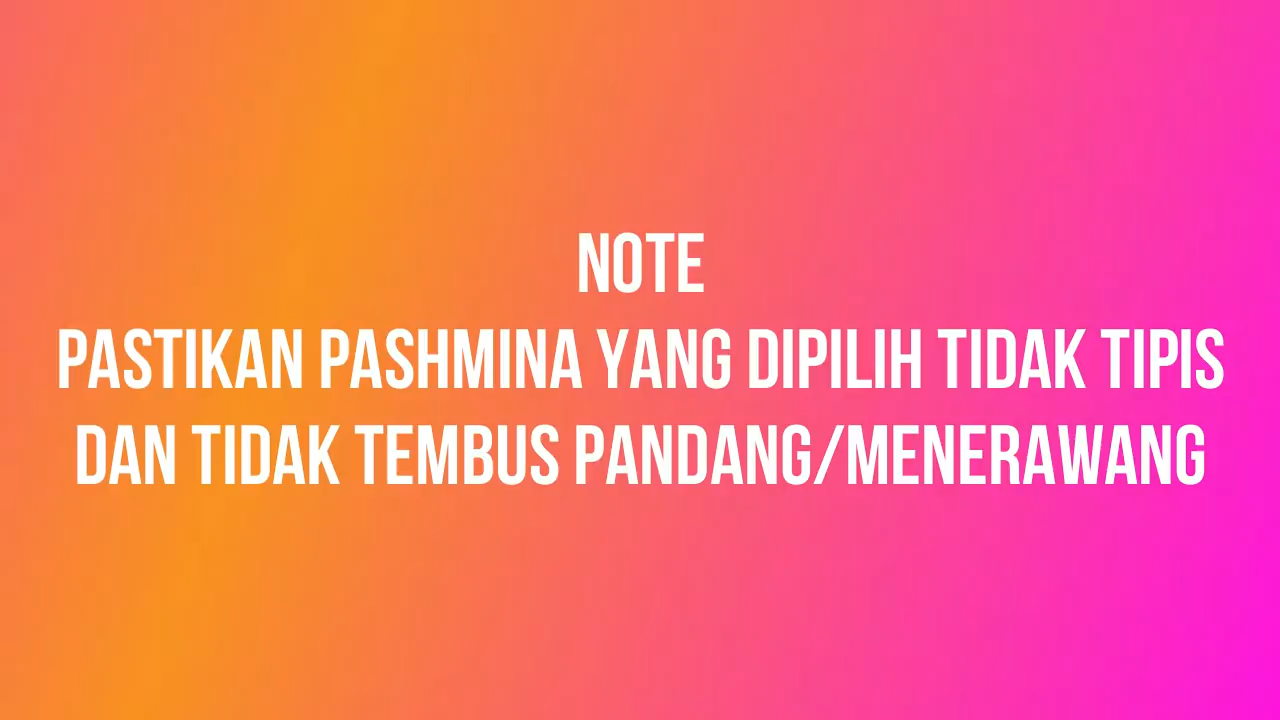 NOTE
PASTIKAN PASHMINA YANG DIPILIH TIDAK TIPIS
DAN TIDAK TEMBUS PANDANG/MENERAWANG